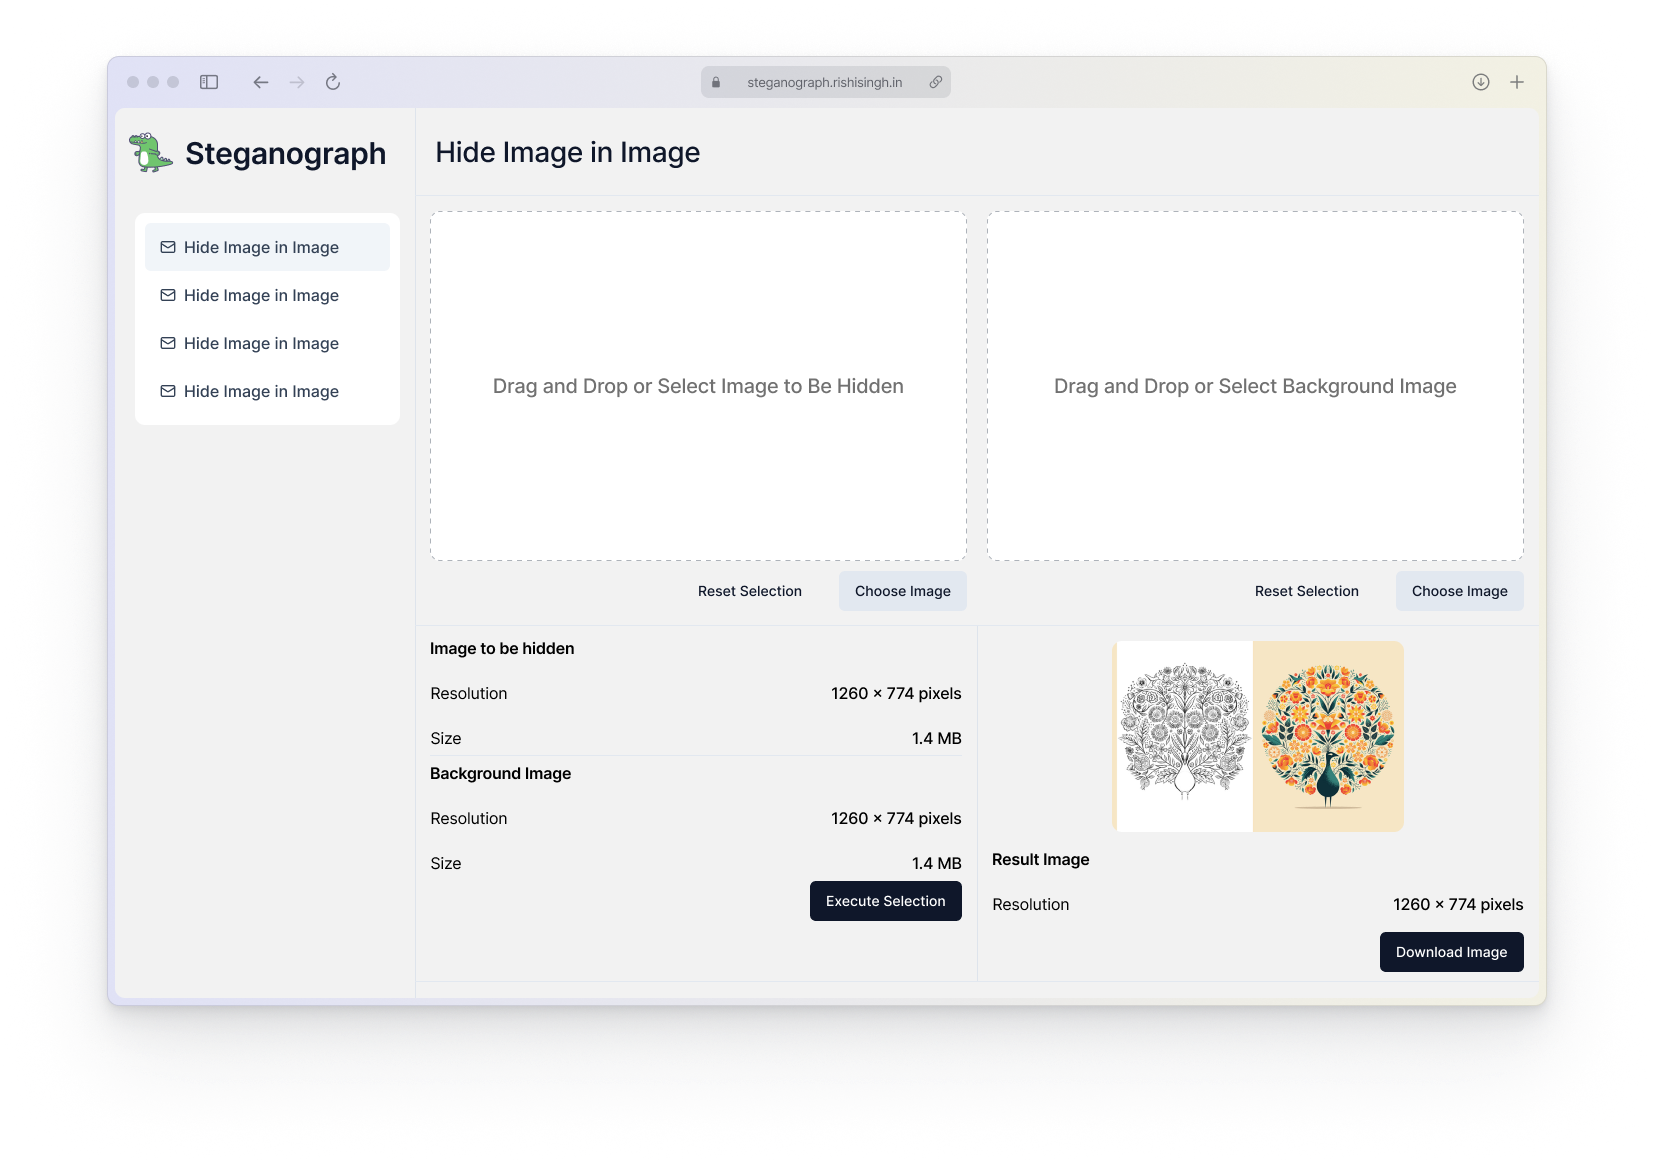 steganograph.rishisingh.in
Steganograph
Hide Image in Image
Hide Image in Image
Hide Image in Image
Hide Image in Image
Hide Image in Image
Drag and Drop or Select Image to Be Hidden
Drag and Drop or Select Background Image
Reset Selection
Choose Image
Reset Selection
Choose Image
Image to be hidden
Resolution 1260 × 774 pixels
Size 1.4 MB
Background Image
Resolution 1260 × 774 pixels
Size 1.4 MB
Execute Selection
Result Image
Resolution 1260 × 774 pixels
Download Image